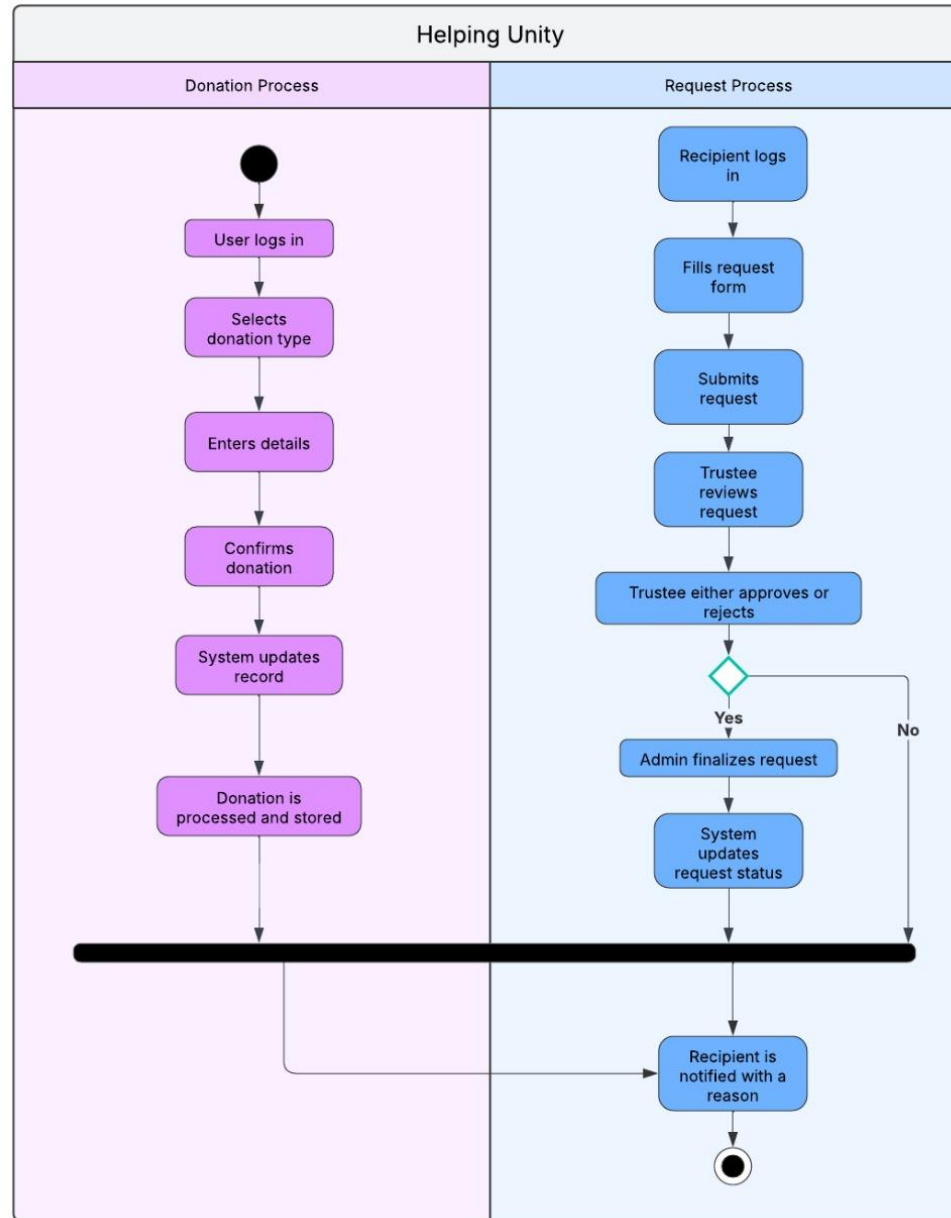 Helping Unity
Donation Process
Request Process
User logs in
Selects
donation type
Enters details
Confirms
donation
System updates
record
Donation is
processed and stored
Recipient logs
in
Fills request
form
Submits
request
Trustee
reviews
request
Trustee either approves or
rejects
Yes
No
Admin finalizes request
System
updates
request status
Recipient is
notified with a
reason